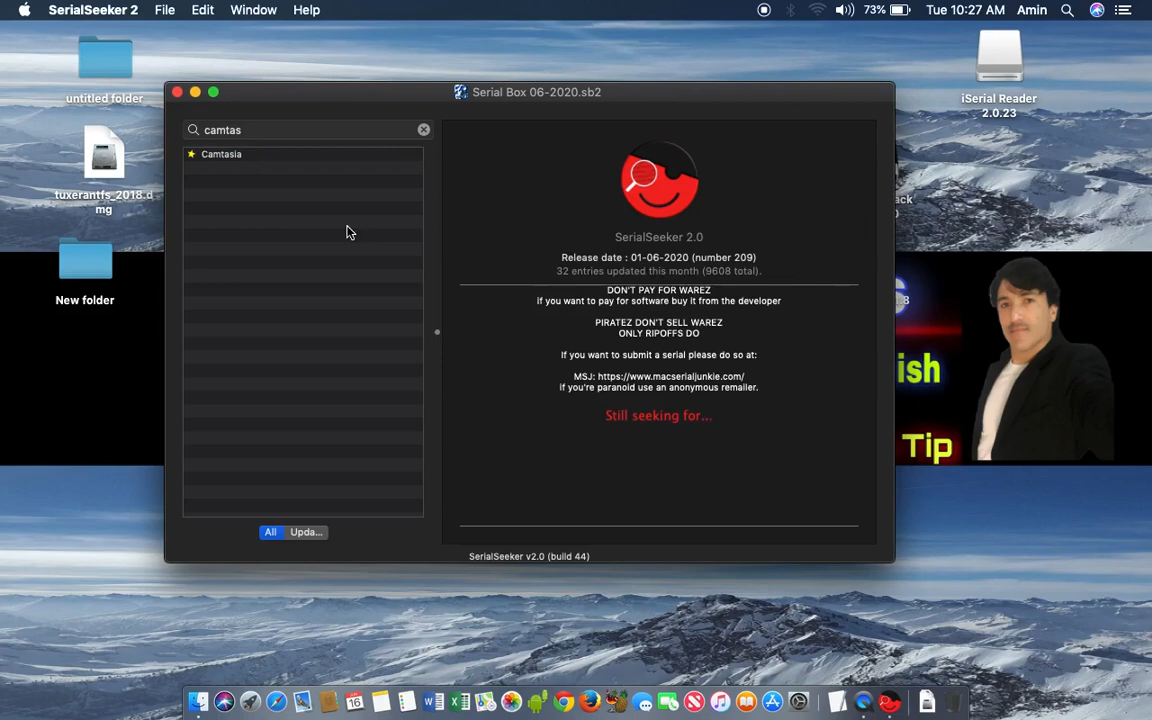 SerialSeeker 2 File Edit Window Help
73% Tue 10:27 AM Amin
untitled folder
tuxerantfs_2018.d
mg
New folder
Serial Box 06-2020.sb2
camtas
Camtasia
All Upda...
SerialSeeker 2.0
Release date : 01-06-2020 (number 209)
32 entries updated this month (9608 total).
DON'T PAY FOR WAREZ
if you want to pay for software buy it from the developer
PIRATEZ DON'T SELL WAREZ
ONLY RIPOFFS DO
If you want to submit a serial please do so at:
MSJ: https://www.macserialjunkie.com/
If you're paranoid use an anonymous remailer.
Still seeking for...
SerialSeeker v2.0 (build 44)
iSerial Reader
2.0.23
ack
0
S
.8
ish
Tip